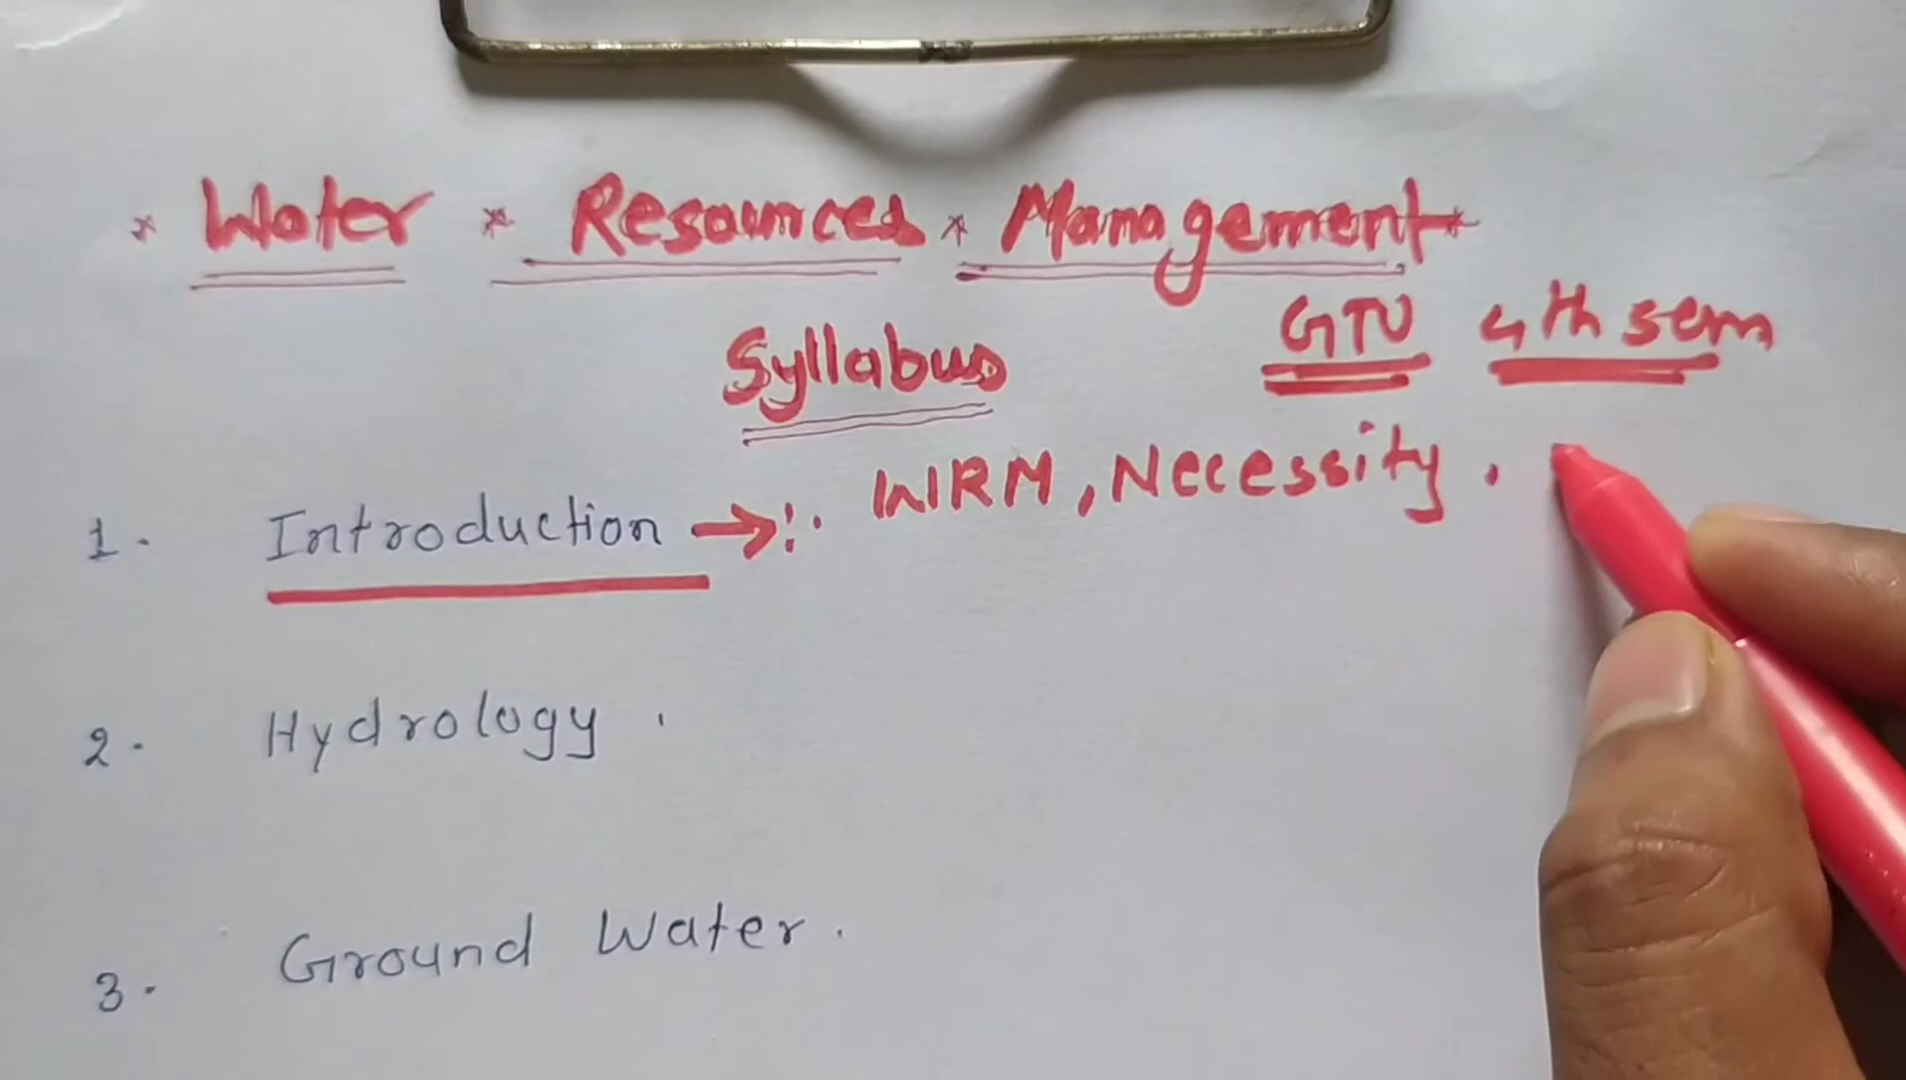 * Water * Resources * Management *
Syllabus
GTU 4th sem
1. Introduction →:. WRM, Necessity.
2. Hydrology.
3. Ground Water.